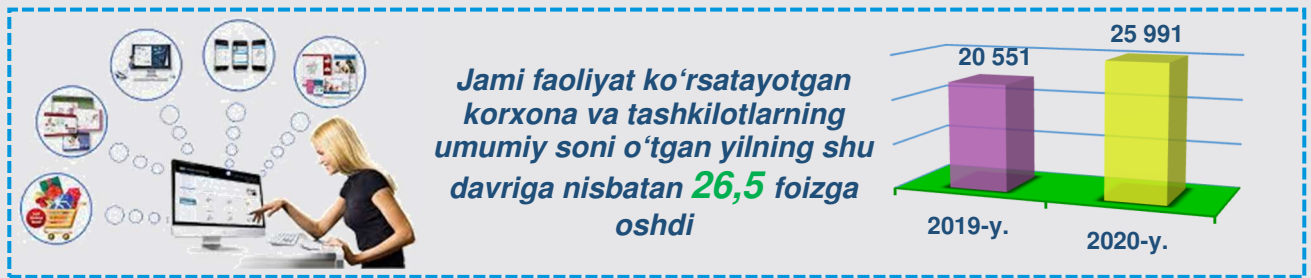 Jami faoliyat ko‘rsatayotgan
korxona va tashkilotlarning
umumiy soni o‘tgan yilning shu
davriga nisbatan 26,5 foizga
oshdi
20 551
25 991
2019-y.
2020-y.